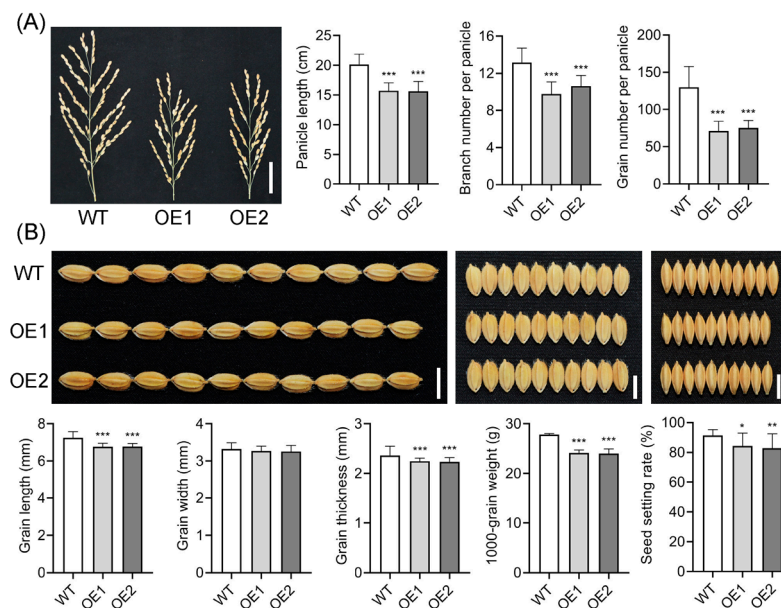 (A)
WT OE1 OE2
Panicle length (cm)
25
20
15
10
5
0
*** ***
WT OE1 OE2
Branch number per panicle
16
12
8
4
0
*** ***
WT OE1 OE2
Grain number per panicle
200
150
100
50
0
*** ***
WT OE1 OE2
(B)
WT
OE1
OE2
Grain length (mm)
8
6
4
2
0
*** ***
WT OE1 OE2
Grain width (mm)
4
3
2
1
0
WT OE1 OE2
Grain thickness (mm)
3
2
1
0
*** ***
WT OE1 OE2
1000-grain weight (g)
30
20
10
0
*** ***
WT OE1 OE2
Seed setting rate (%)
100
80
60
40
20
0
* **
WT OE1 OE2